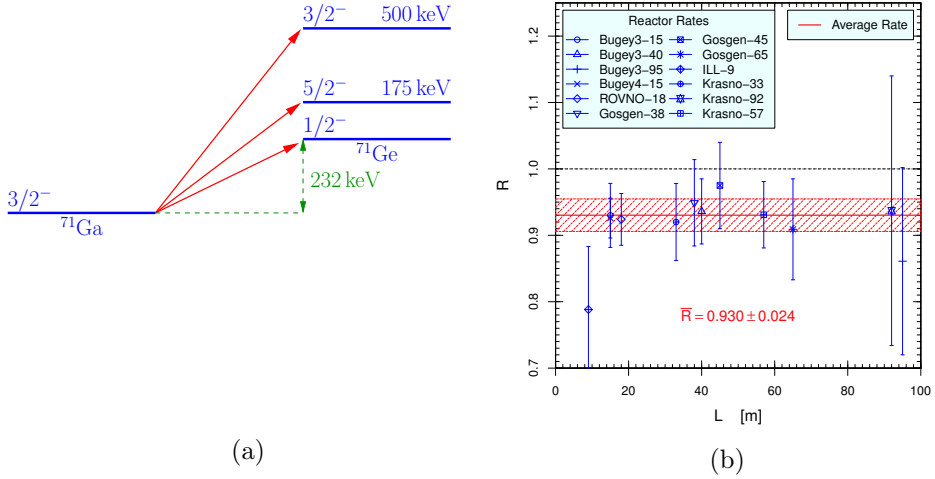 3/2⁻ 500 keV
5/2⁻ 175 keV
1/2⁻
⁷¹Ge
232 keV
3/2⁻
⁷¹Ga
(a)
Reactor Rates
Bugey3−15
Bugey3−40
Bugey3−95
Bugey4−15
ROVNO−18
Gosgen−38
Gosgen−45
Gosgen−65
ILL−9
Krasno−33
Krasno−92
Krasno−57
Average Rate
R
1.2
1.1
1.0
0.9
0.8
0.7
R = 0.930 ± 0.024
0 20 40 60 80 100
L [m]
(b)